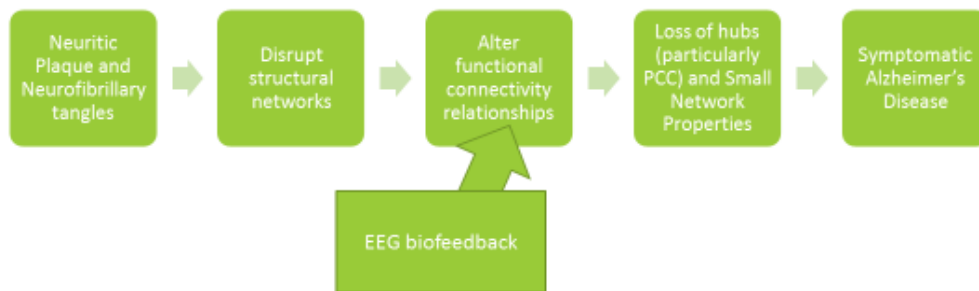 Neuritic
Plaque and
Neurofibrillary
tangles
Disrupt
structural
networks
Alter
functional
connectivity
relationships
Loss of hubs
(particularly
PCC) and Small
Network
Properties
Symptomatic
Alzheimer's
Disease
EEG biofeedback